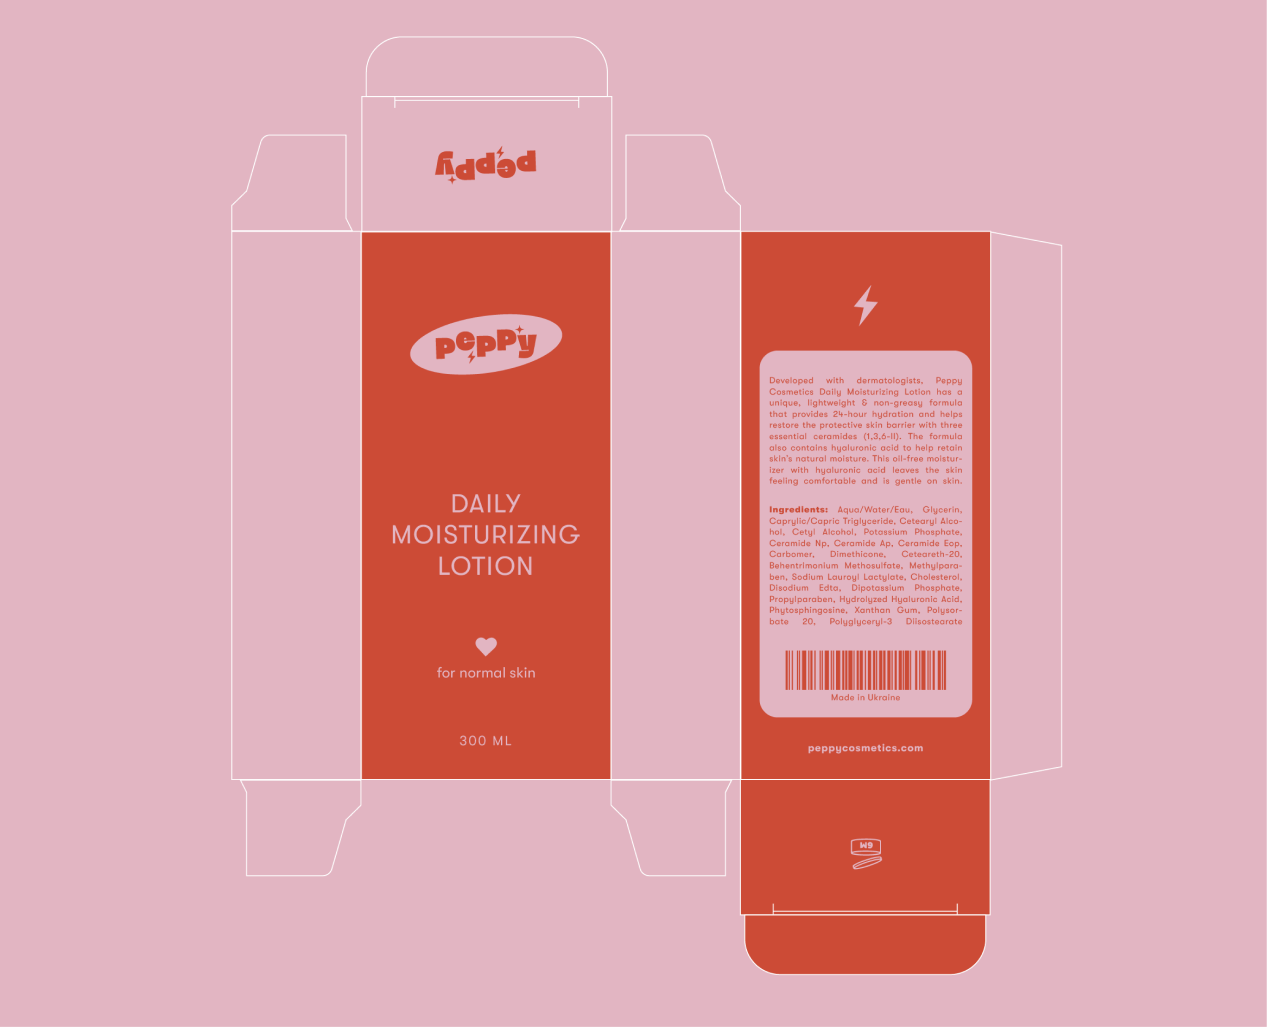 peppy
peppy
DAILY
MOISTURIZING
LOTION
for normal skin
300 ML
Developed with dermatologists, Peppy
Cosmetics Daily Moisturizing Lotion has a
unique, lightweight & non-greasy formula
that provides 24-hour hydration and helps
restore the protective skin barrier with three
essential ceramides (1,3,6-II). The formula
also contains hyaluronic acid to help retain
skin's natural moisture. This oil-free moistur-
izer with hyaluronic acid leaves the skin
feeling comfortable and is gentle on skin.
Ingredients: Aqua/Water/Eau, Glycerin,
Caprylic/Capric Triglyceride, Cetearyl Alco-
hol, Cetyl Alcohol, Potassium Phosphate,
Ceramide Np, Ceramide Ap, Ceramide Eop,
Carbomer, Dimethicone, Ceteareth-20,
Behentrimonium Methosulfate, Methylpara-
ben, Sodium Lauroyl Lactylate, Cholesterol,
Disodium Edta, Dipotassium Phosphate,
Propylparaben, Hydrolyzed Hyaluronic Acid,
Phytosphingosine, Xanthan Gum, Polysor-
bate 20, Polyglyceryl-3 Diisostearate
Made in Ukraine
peppycosmetics.com
6M